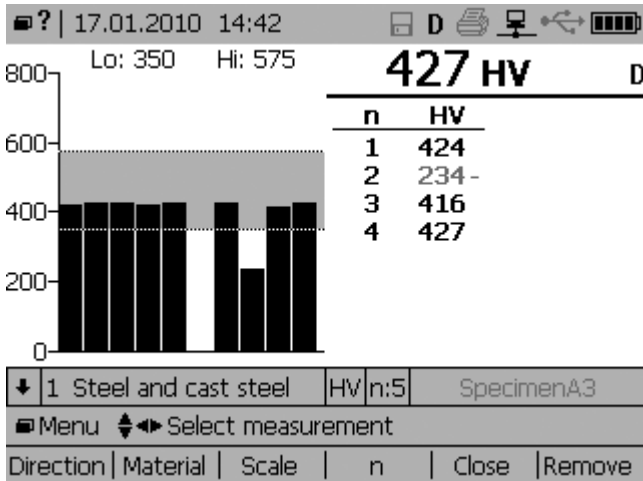 ? | 17.01.2010 14:42 D
Lo: 350 Hi: 575
427 HV D
800
600
400
200
0
n HV
1 424
2 234 -
3 416
4 427
1 Steel and cast steel HV n:5 SpecimenA3
Menu Select measurement
Direction | Material | Scale | n | Close | Remove